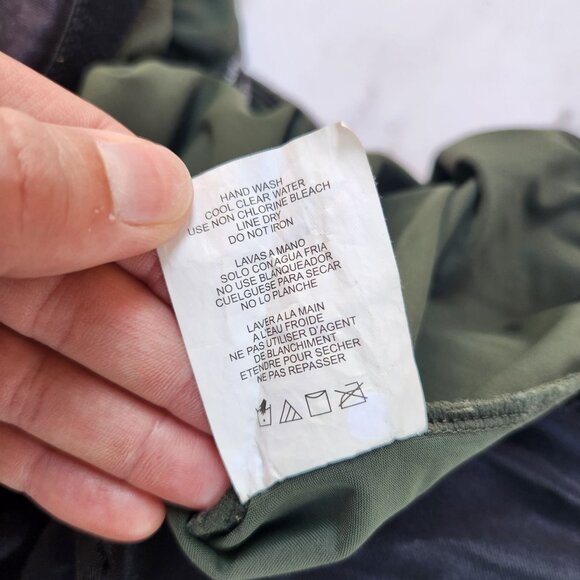 HAND WASH
COOL CLEAR WATER
USE NON CHLORINE BLEACH
LINE DRY
DO NOT IRON
LAVAS A MANO
SOLO CON AGUA FRIA
NO USE BLANQUEADOR
CUELGUESE PARA SECAR
NO LO PLANCHE
LAVER A LA MAIN
A L'EAU FROIDE
NE PAS UTILISER D'AGENT
DE BLANCHIMENT
ETENDRE POUR SECHER
NE PAS REPASSER